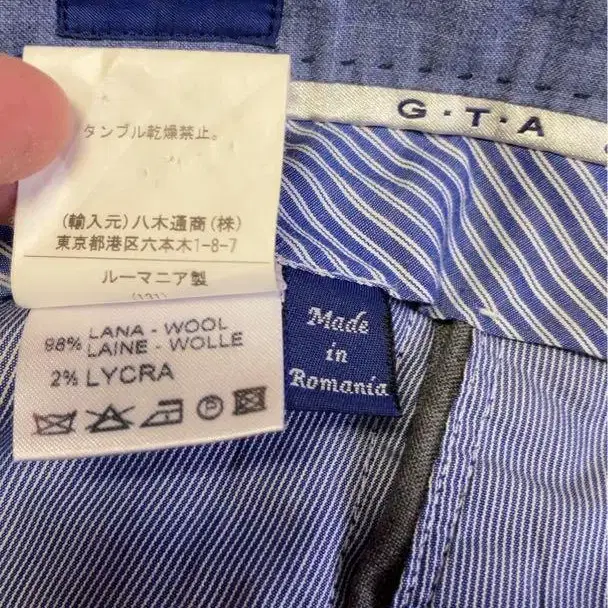 G·T·A
タンブル乾燥禁止。
(輸入元)八木通商(株)
東京都港区六本木1-8-7
ルーマニア製
98% LANA - WOOL
LAINE - WOLLE
2% LYCRA
P
Made
in
Romania